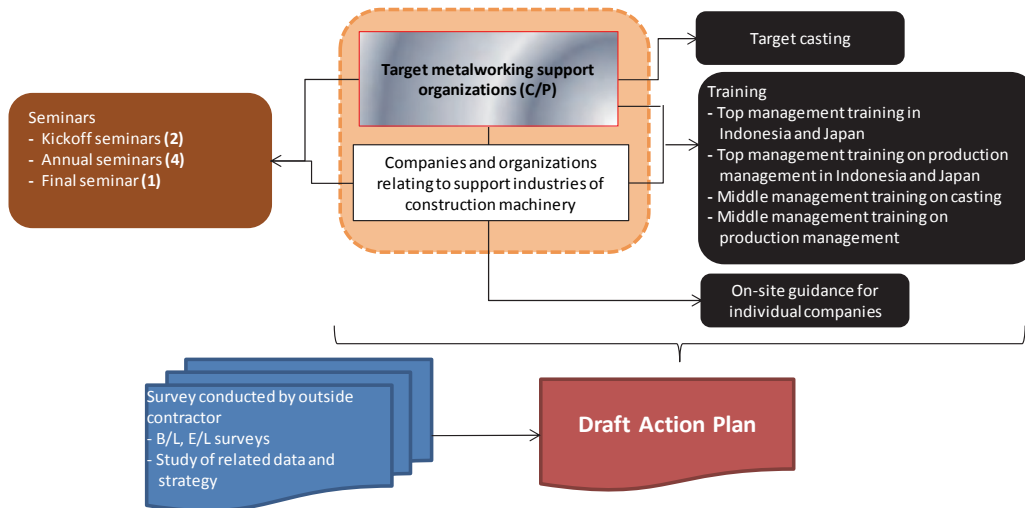 Target metalworking support
organizations (C/P)
Target casting
Seminars
- Kickoff seminars (2)
- Annual seminars (4)
- Final seminar (1)
Companies and organizations
relating to support industries of
construction machinery
Training
- Top management training in
Indonesia and Japan
- Top management training on production
management in Indonesia and Japan
- Middle management training on casting
- Middle management training on
production management
On-site guidance for
individual companies
Survey conducted by outside
contractor
- B/L, E/L surveys
- Study of related data and
strategy
Draft Action Plan